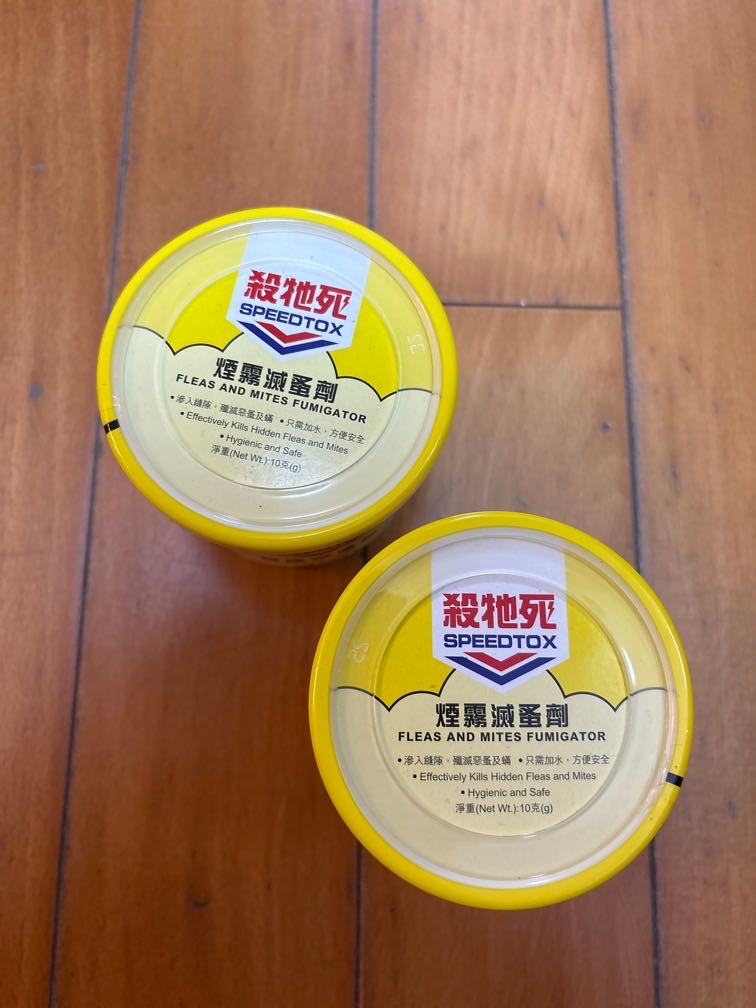 殺牠死
SPEEDTOX
煙霧滅蚤劑
FLEAS AND MITES FUMIGATOR
•滲入縫隙，殲滅惡蚤及蟎 •只需加水，方便安全
•Effectively Kills Hidden Fleas and Mites
•Hygienic and Safe
淨重(Net Wt.):10克(g)
殺牠死
SPEEDTOX
煙霧滅蚤劑
FLEAS AND MITES FUMIGATOR
•滲入縫隙，殲滅惡蚤及蟎 •只需加水，方便安全
•Effectively Kills Hidden Fleas and Mites
•Hygienic and Safe
淨重(Net Wt.):10克(g)